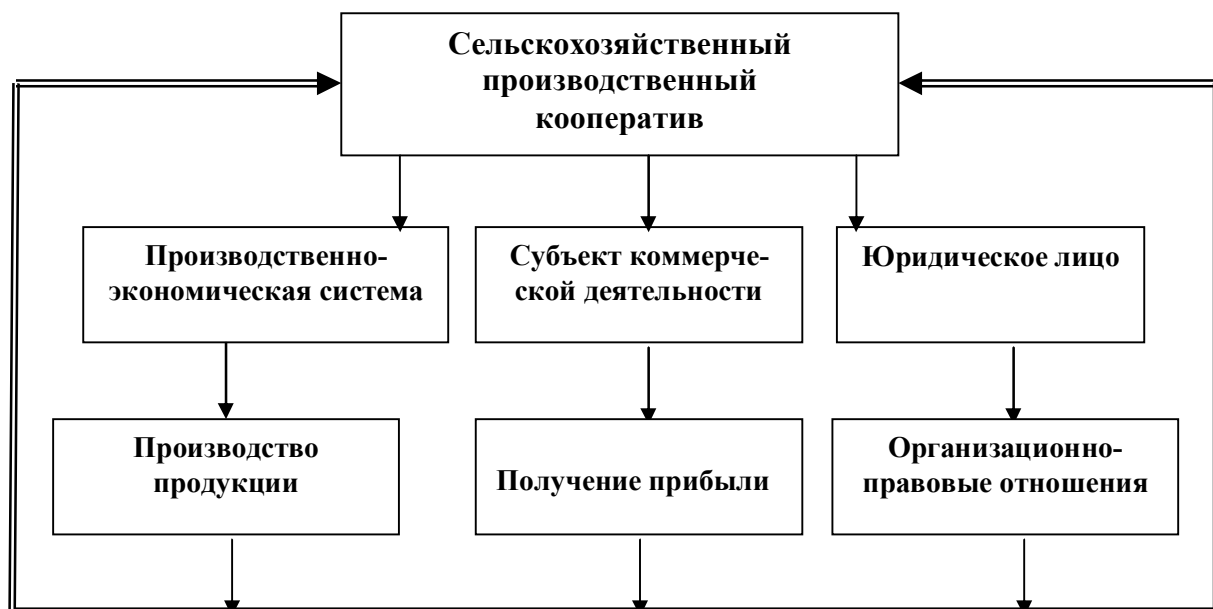 Сельскохозяйственный
производственный
кооператив
Производственно-
экономическая система
Субъект коммерче-
ской деятельности
Юридическое лицо
Производство
продукции
Получение прибыли
Организационно-
правовые отношения